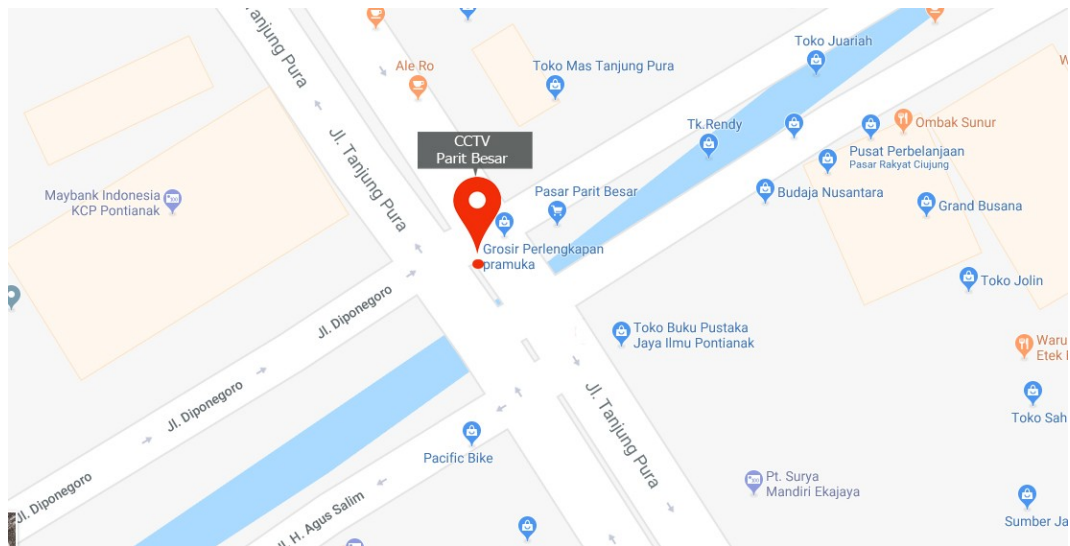 Tanjung Pura
Ale Ro
Toko Mas Tanjung Pura
Toko Juariah
Jl. Tanjung Pura
CCTV
Parit Besar
Tk.Rendy
Ombak Sunur
Pusat Perbelanjaan
Pasar Rakyat Ciujung
Maybank Indonesia
KCP Pontianak
Pasar Parit Besar
Budaja Nusantara
Grand Busana
Grosir Perlengkapan
pramuka
Toko Jolin
Jl. Diponegoro
Toko Buku Pustaka
Jaya Ilmu Pontianak
Waru
Etek
Jl. Diponegoro
Jl. Tanjung Pura
Toko Sah
Pacific Bike
Jl. Diponegoro
Pt. Surya
Mandiri Ekajaya
Jl. H. Agus Salim
Sumber Ja